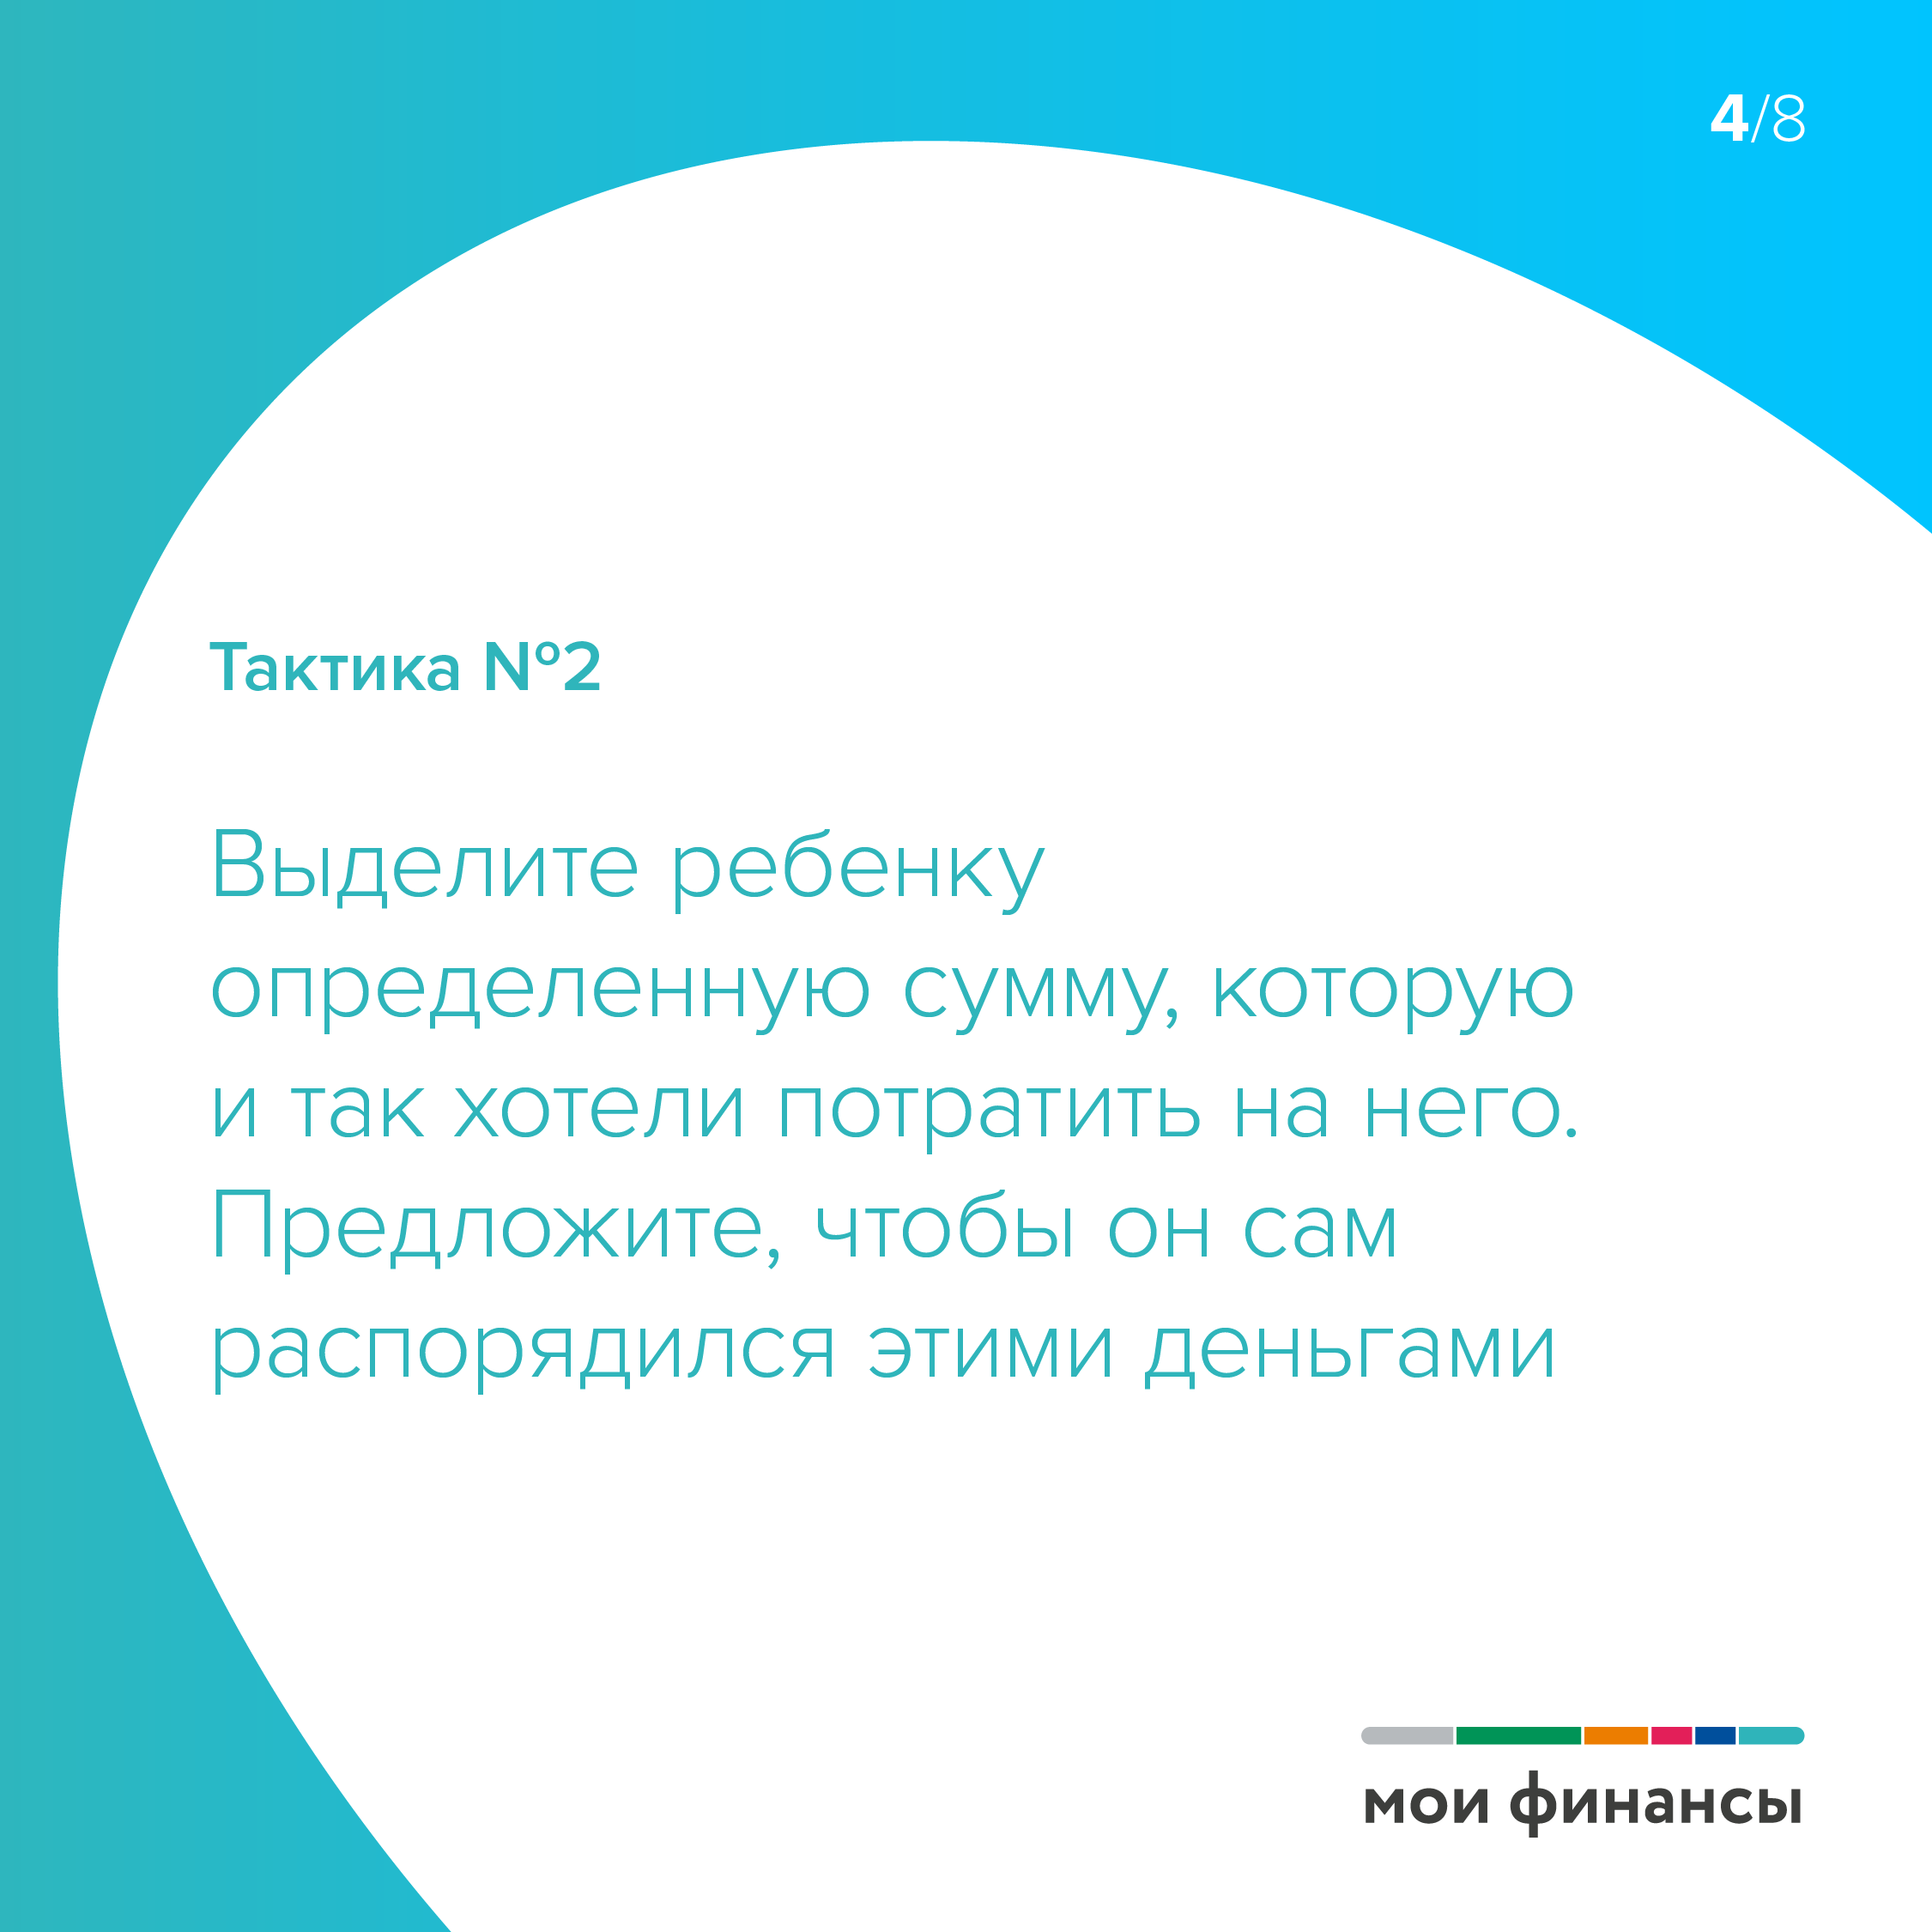 4/8
Тактика №2
Выделите ребенку
определенную сумму, которую
и так хотели потратить на него.
Предложите, чтобы он сам
распорядился этими деньгами
мои финансы